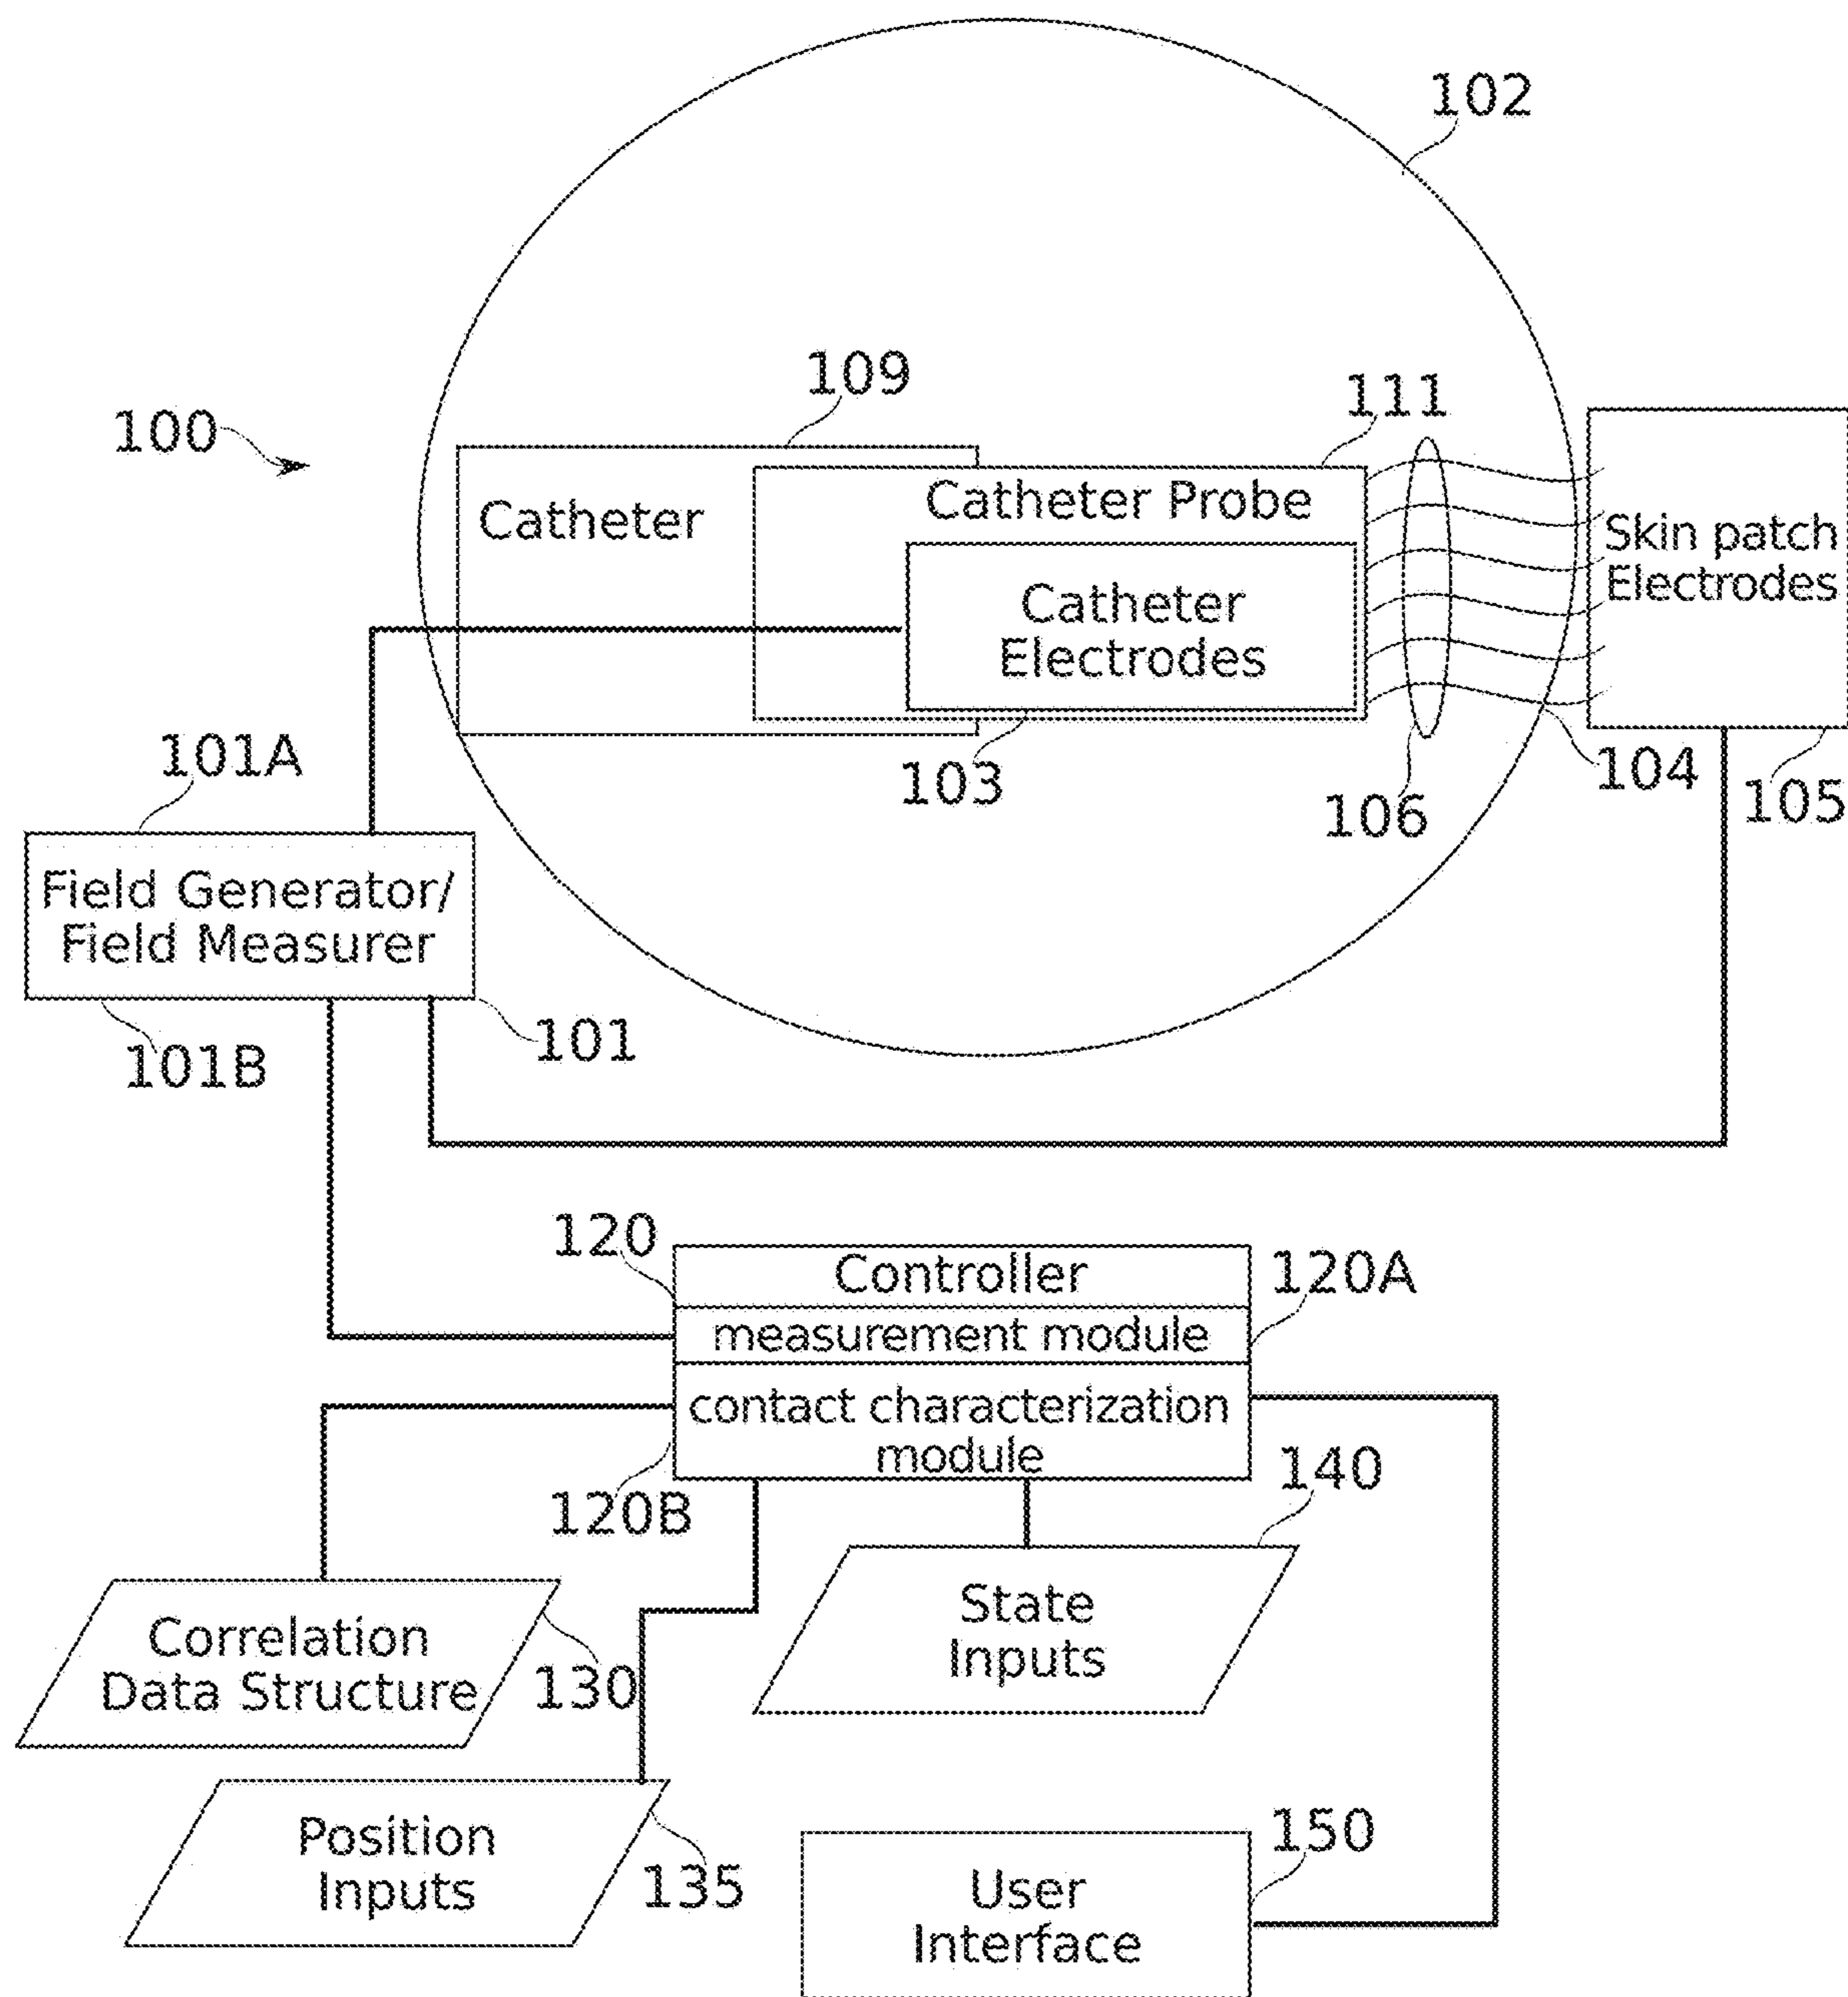 102
109
111
100
Catheter
Catheter Probe
Skin patch
Electrodes
Catheter
Electrodes
103
106
104
105
101A
Field Generator/
Field Measurer
101B
101
120
Controller
120A
measurement module
contact characterization
module
120B
140
State
Inputs
Correlation
Data Structure
130
Position
Inputs
135
150
User
Interface